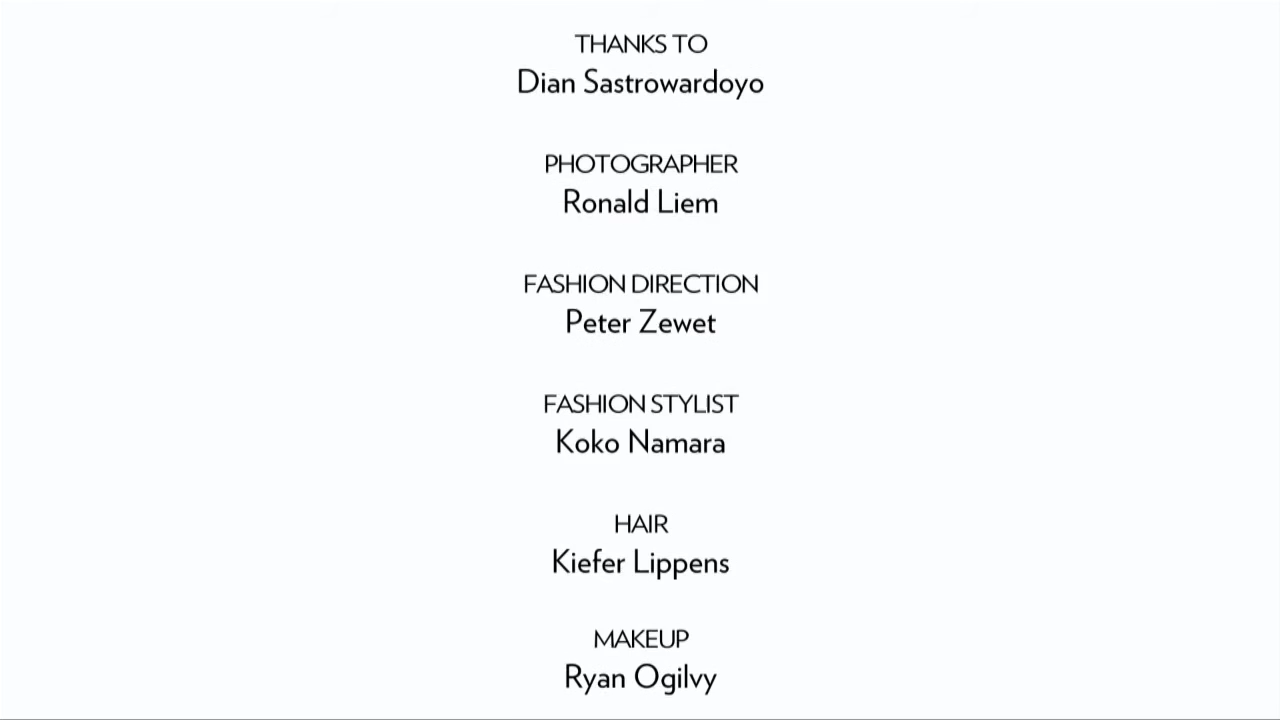 THANKS TO
Dian Sastrowardoyo
PHOTOGRAPHER
Ronald Liem
FASHION DIRECTION
Peter Zewet
FASHION STYLIST
Koko Namara
HAIR
Kiefer Lippens
MAKEUP
Ryan Ogilvy